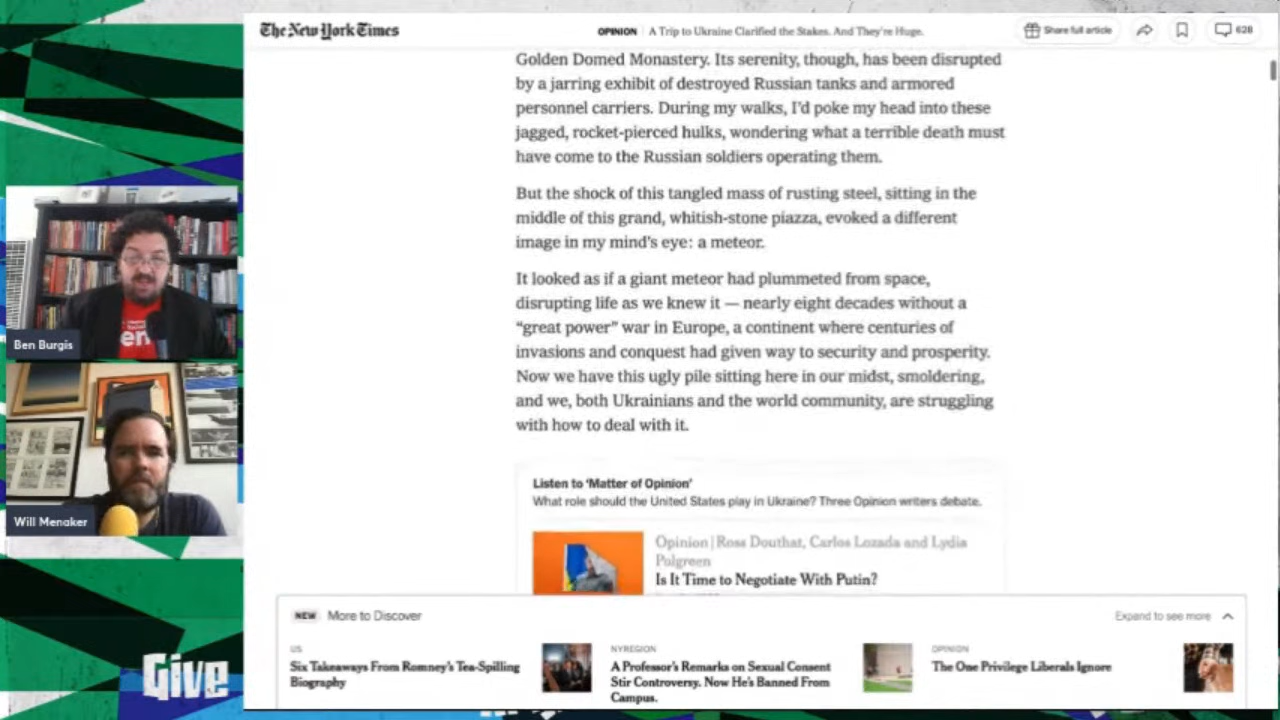 The New York Times
OPINION | A Trip to Ukraine Clarified the Stakes. And They're Huge.
Share full article
628
Golden Domed Monastery. Its serenity, though, has been disrupted
by a jarring exhibit of destroyed Russian tanks and armored
personnel carriers. During my walks, I'd poke my head into these
jagged, rocket-pierced hulks, wondering what a terrible death must
have come to the Russian soldiers operating them.
But the shock of this tangled mass of rusting steel, sitting in the
middle of this grand, whitish-stone piazza, evoked a different
image in my mind's eye: a meteor.
It looked as if a giant meteor had plummeted from space,
disrupting life as we knew it — nearly eight decades without a
"great power" war in Europe, a continent where centuries of
invasions and conquest had given way to security and prosperity.
Now we have this ugly pile sitting here in our midst, smoldering,
and we, both Ukrainians and the world community, are struggling
with how to deal with it.
Listen to 'Matter of Opinion'
What role should the United States play in Ukraine? Three Opinion writers debate.
Opinion | Ross Douthat, Carlos Lozada and Lydia
Polgreen
Is It Time to Negotiate With Putin?
en
Ben Burgis
Will Menaker
Give
NEW More to Discover
Expand to see more
US
Six Takeaways From Romney's Tea-Spilling
Biography
NYREGION
A Professor's Remarks on Sexual Consent
Stir Controversy. Now He's Banned From
Campus.
OPINION
The One Privilege Liberals Ignore